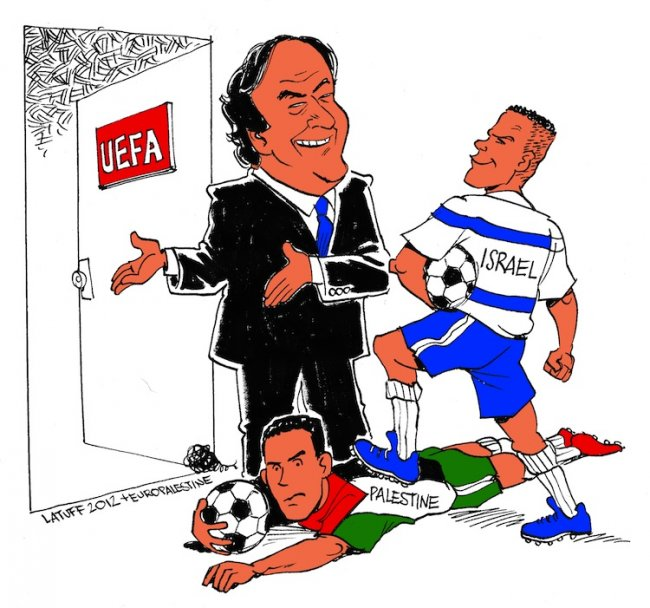 UEFA
ISRAEL
PALESTINE
LATUFF 2012 + EUROPALESTINE